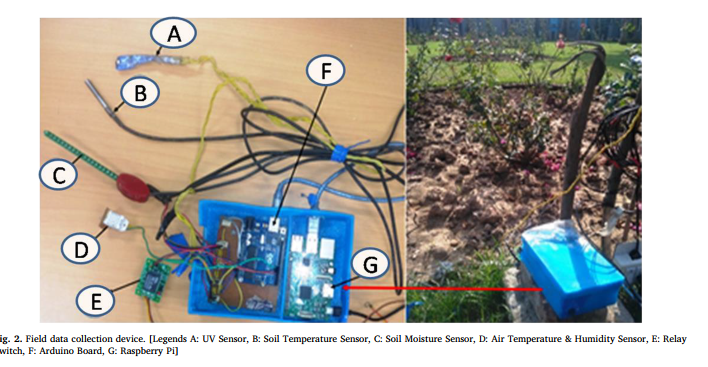 A
B
F
C
D
G
E
ig. 2. Field data collection device. [Legends A: UV Sensor, B: Soil Temperature Sensor, C: Soil Moisture Sensor, D: Air Temperature & Humidity Sensor, E: Relay
witch, F: Arduino Board, G: Raspberry Pi]